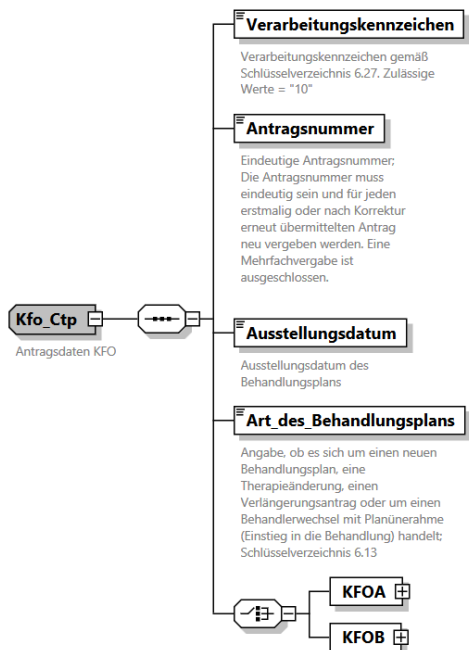 Verarbeitungskennzeichen
Verarbeitungskennzeichen gemäß
Schlüsselverzeichnis 6.27. Zulässige
Werte = "10"
Antragsnummer
Eindeutige Antragsnummer;
Die Antragsnummer muss
eindeutig sein und für jeden
erstmalig oder nach Korrektur
erneut übermittelten Antrag
neu vergeben werden. Eine
Mehrfachvergabe ist
ausgeschlossen.
Kfo_Ctp
Antragsdaten KFO
Ausstellungsdatum
Ausstellungsdatum des
Behandlungsplans
Art_des_Behandlungsplans
Angabe, ob es sich um einen neuen
Behandlungsplan, eine
Therapieänderung, einen
Verlängerungsantrag oder um einen
Behandlerwechsel mit Planünerahme
(Einstieg in die Behandlung) handelt;
Schlüsselverzeichnis 6.13
KFOA
KFOB